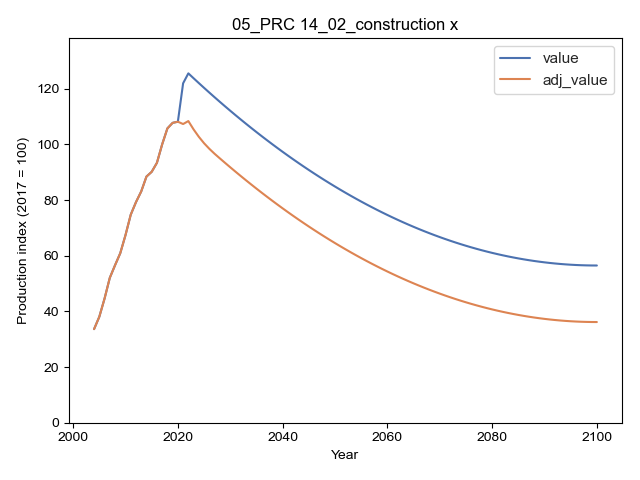 05_PRC 14_02_construction x
value
adj_value
Production index (2017 = 100)
120
100
80
60
40
20
0
2000
2020
2040
2060
2080
2100
Year